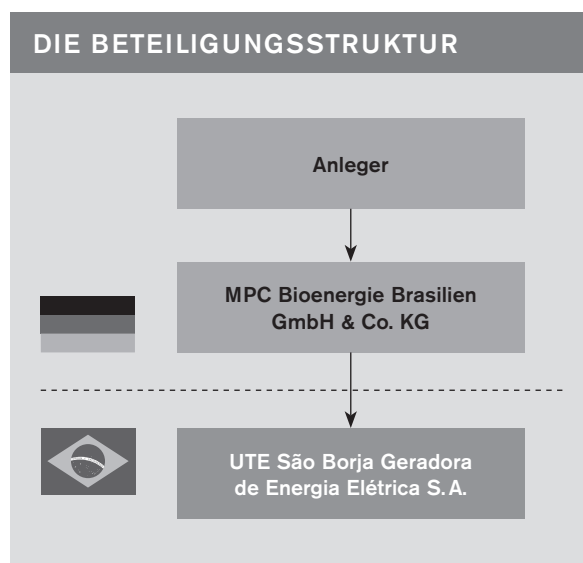 DIE BETEILIGUNGSSTRUKTUR
Anleger
MPC Bioenergie Brasilien
GmbH & Co. KG
UTE São Borja Geradora
de Energia Elétrica S. A.